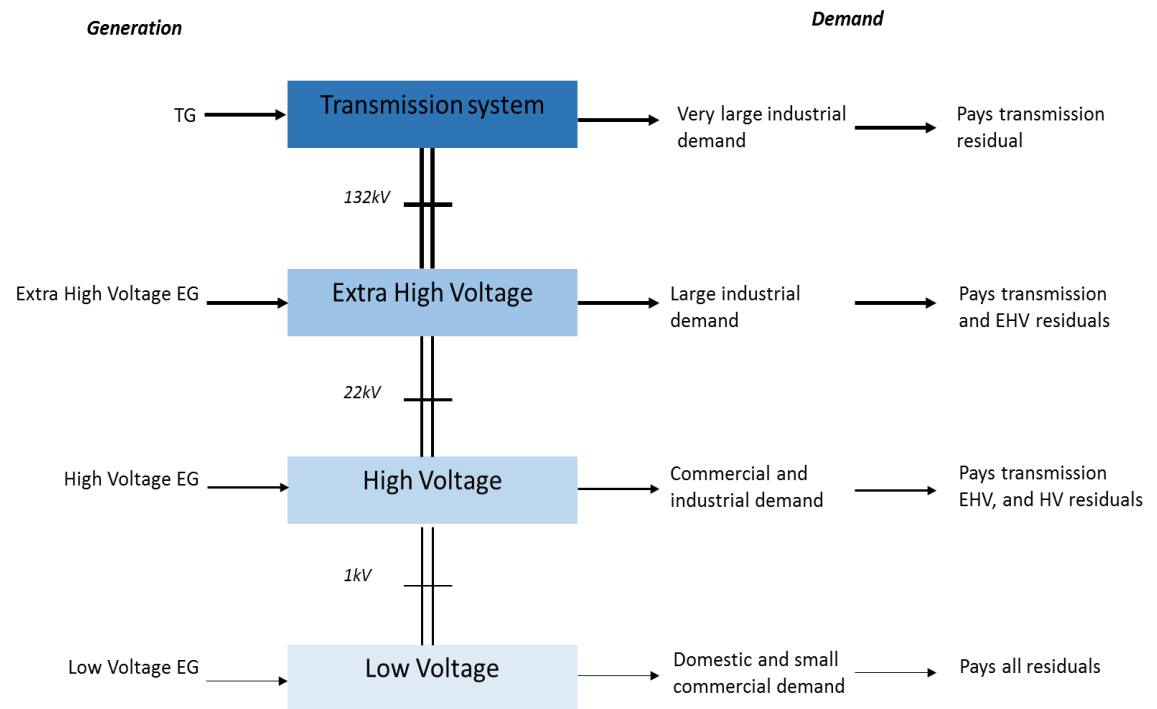 Generation
Demand
TG
Transmission system
Very large industrial
demand
Pays transmission
residual
132kV
Extra High Voltage EG
Extra High Voltage
Large industrial
demand
Pays transmission
and EHV residuals
22kV
High Voltage EG
High Voltage
Commercial and
industrial demand
Pays transmission
EHV, and HV residuals
1kV
Low Voltage EG
Low Voltage
Domestic and small
commercial demand
Pays all residuals